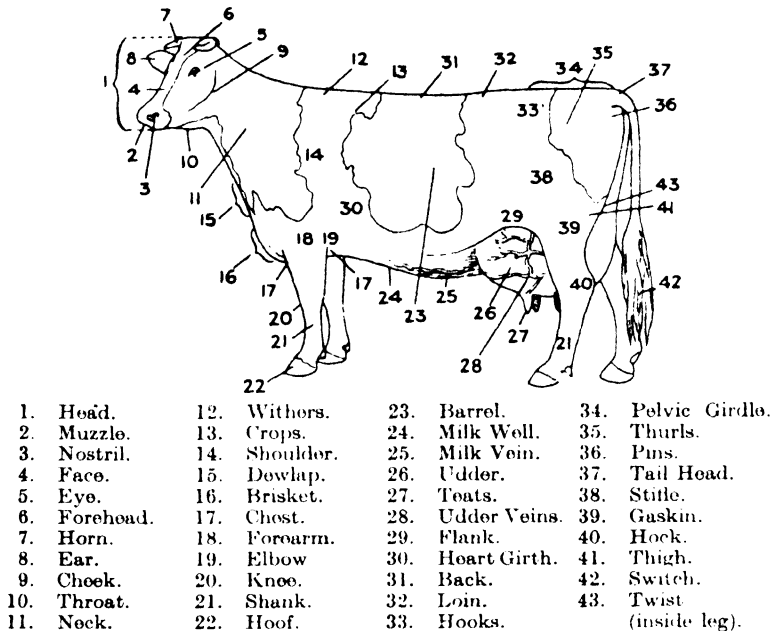 7
6
5
8
9
12
13
31
32
34
35
37
1
4
33
36
2
10
14
3
38
43
11
15
30
29
39
41
18
19
16
17
17
24
25
26
40
42
20
23
27
21
28
21
22
1. Head.
2. Muzzle.
3. Nostril.
4. Face.
5. Eye.
6. Forehead.
7. Horn.
8. Ear.
9. Cheek.
10. Throat.
11. Neck.
12. Withers.
13. Crops.
14. Shoulder.
15. Dewlap.
16. Brisket.
17. Chest.
18. Forearm.
19. Elbow
20. Knee.
21. Shank.
22. Hoof.
23. Barrel.
24. Milk Well.
25. Milk Vein.
26. Udder.
27. Teats.
28. Udder Veins.
29. Flank.
30. Heart Girth.
31. Back.
32. Loin.
33. Hooks.
34. Pelvic Girdle.
35. Thurls.
36. Pins.
37. Tail Head.
38. Stifle.
39. Gaskin.
40. Hock.
41. Thigh.
42. Switch.
43. Twist
(inside leg).